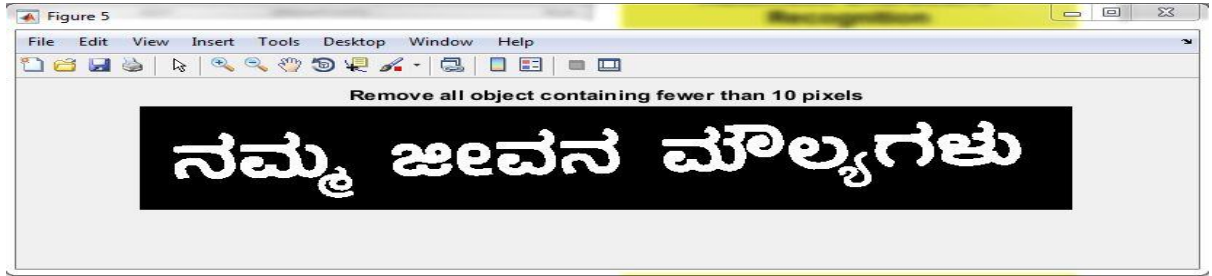 Figure 5
Recognition
File Edit View Insert Tools Desktop Window Help
Remove all object containing fewer than 10 pixels
ನಮ್ಮ ಜೀವನ ಮೌಲ್ಯಗಳು